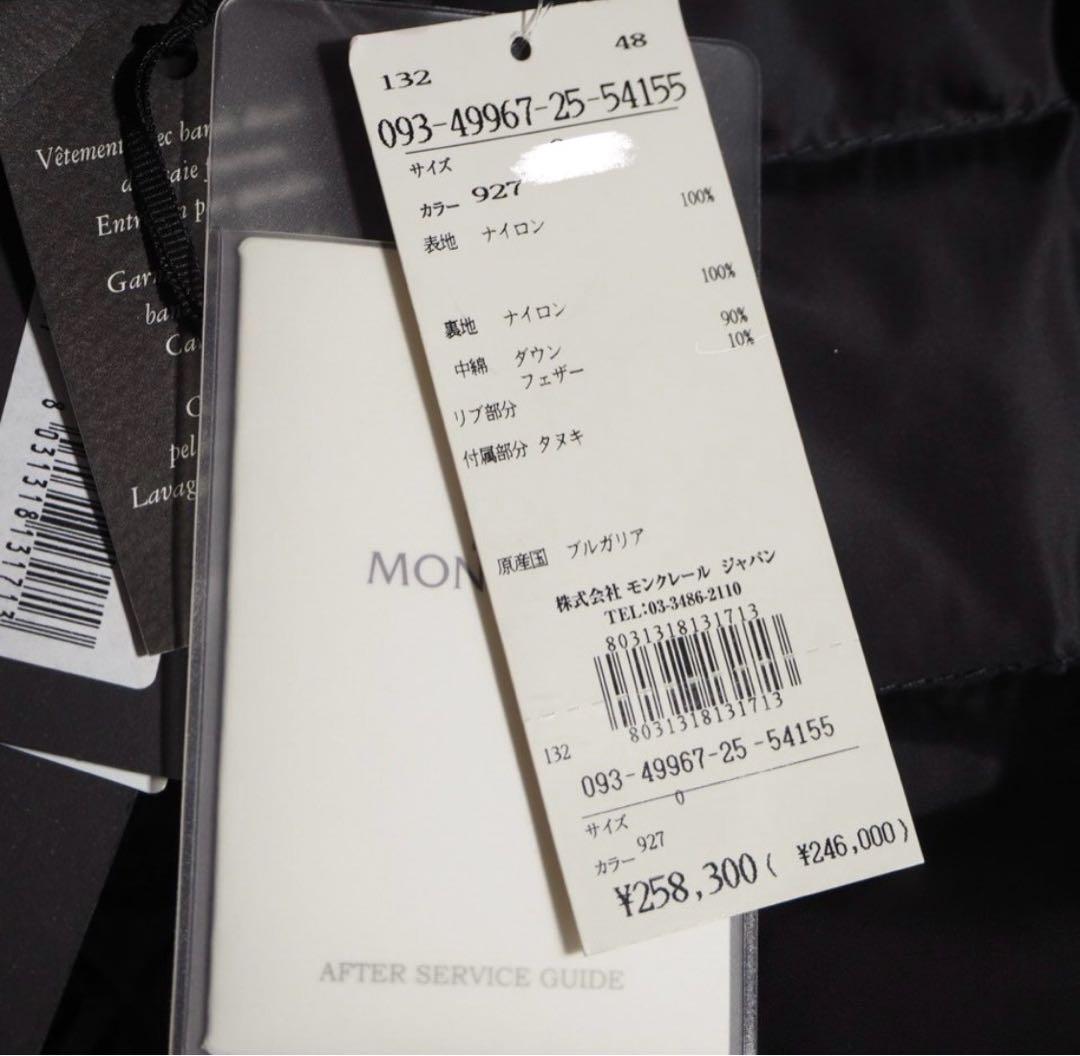 132 48
093-49967-25-54155
サイズ
カラー 927
表地 ナイロン 100%
100%
裏地 ナイロン
中綿 ダウン 90%
フェザー 10%
リブ部分
付属部分 タヌキ
原産国 ブルガリア
株式会社 モンクレール ジャパン
TEL:03-3486-2110
8031318131713
8031318131713
132
093-49967-25-54155
サイズ 0
カラー 927
¥258,300( ¥246,000)
MON
AFTER SERVICE GUIDE
Vêtement
8031318131713